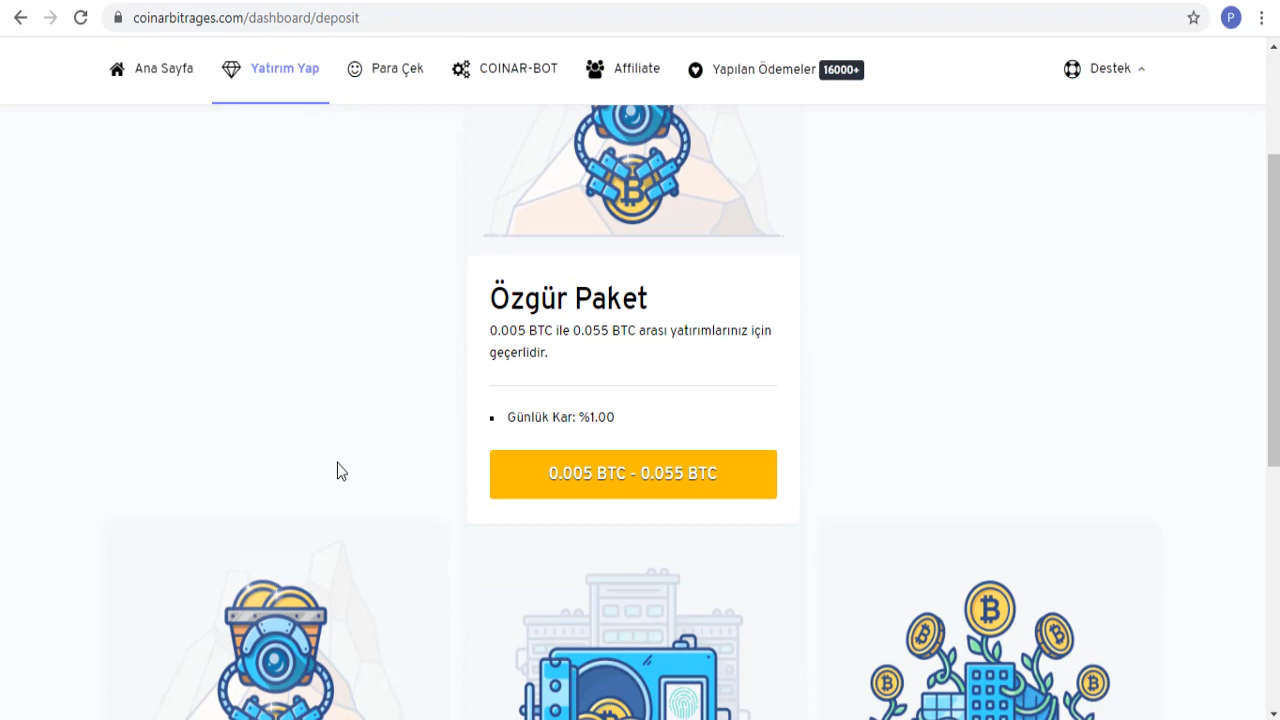 coinarbitrages.com/dashboard/deposit
P
Ana Sayfa
Yatırım Yap
Para Çek
COINAR-BOT
Affiliate
Yapılan Ödemeler 16000+
Destek
Özgür Paket
0.005 BTC ile 0.055 BTC arası yatırımlarınız için
geçerlidir.
Günlük Kar: %1.00
0.005 BTC - 0.055 BTC